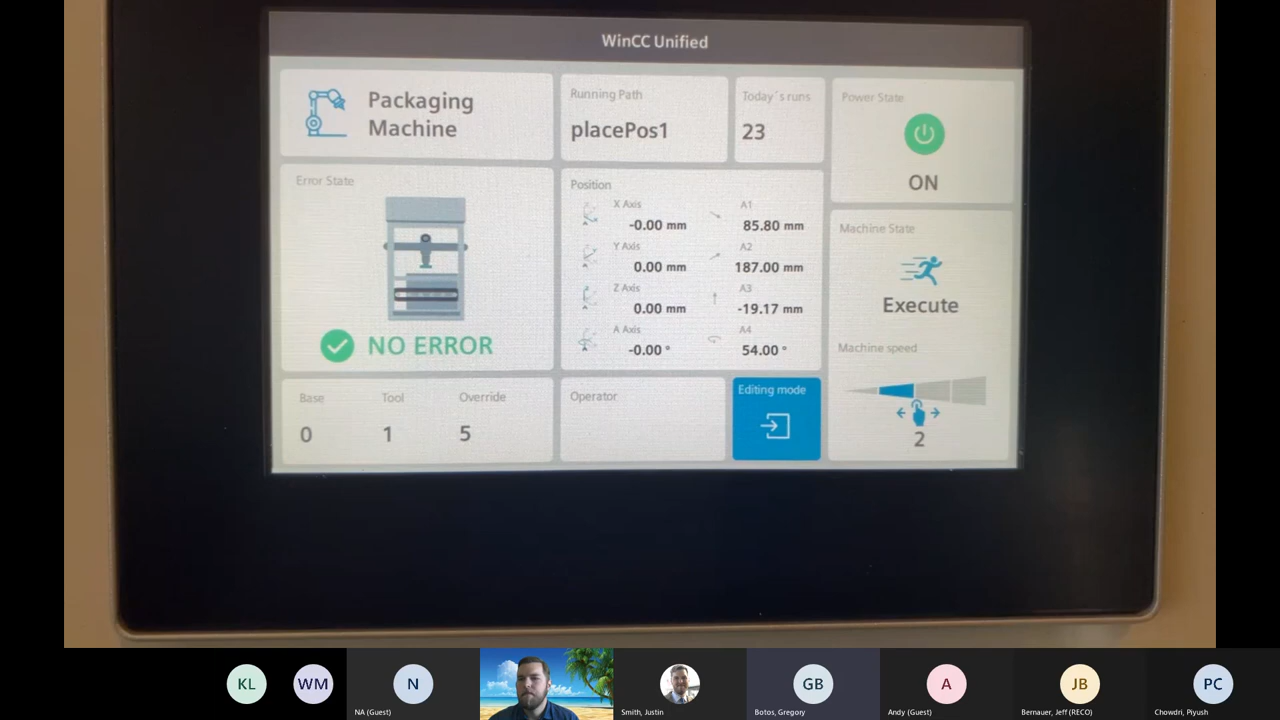 WinCC Unified
Packaging
Machine
Running Path
placePos1
Today´s runs
23
Power State
ON
Error State
NO ERROR
Position
X Axis
-0.00 mm
A1
85.80 mm
Y Axis
0.00 mm
A2
187.00 mm
Z Axis
0.00 mm
A3
-19.17 mm
A Axis
-0.00 °
A4
54.00 °
Machine State
Execute
Machine speed
2
Base
0
Tool
1
Override
5
Operator
Editing mode
KL
WM
N
NA (Guest)
Smith, Justin
GB
Botos, Gregory
A
Andy (Guest)
JB
Bernauer, Jeff (RECO)
PC
Chowdri, Piyush